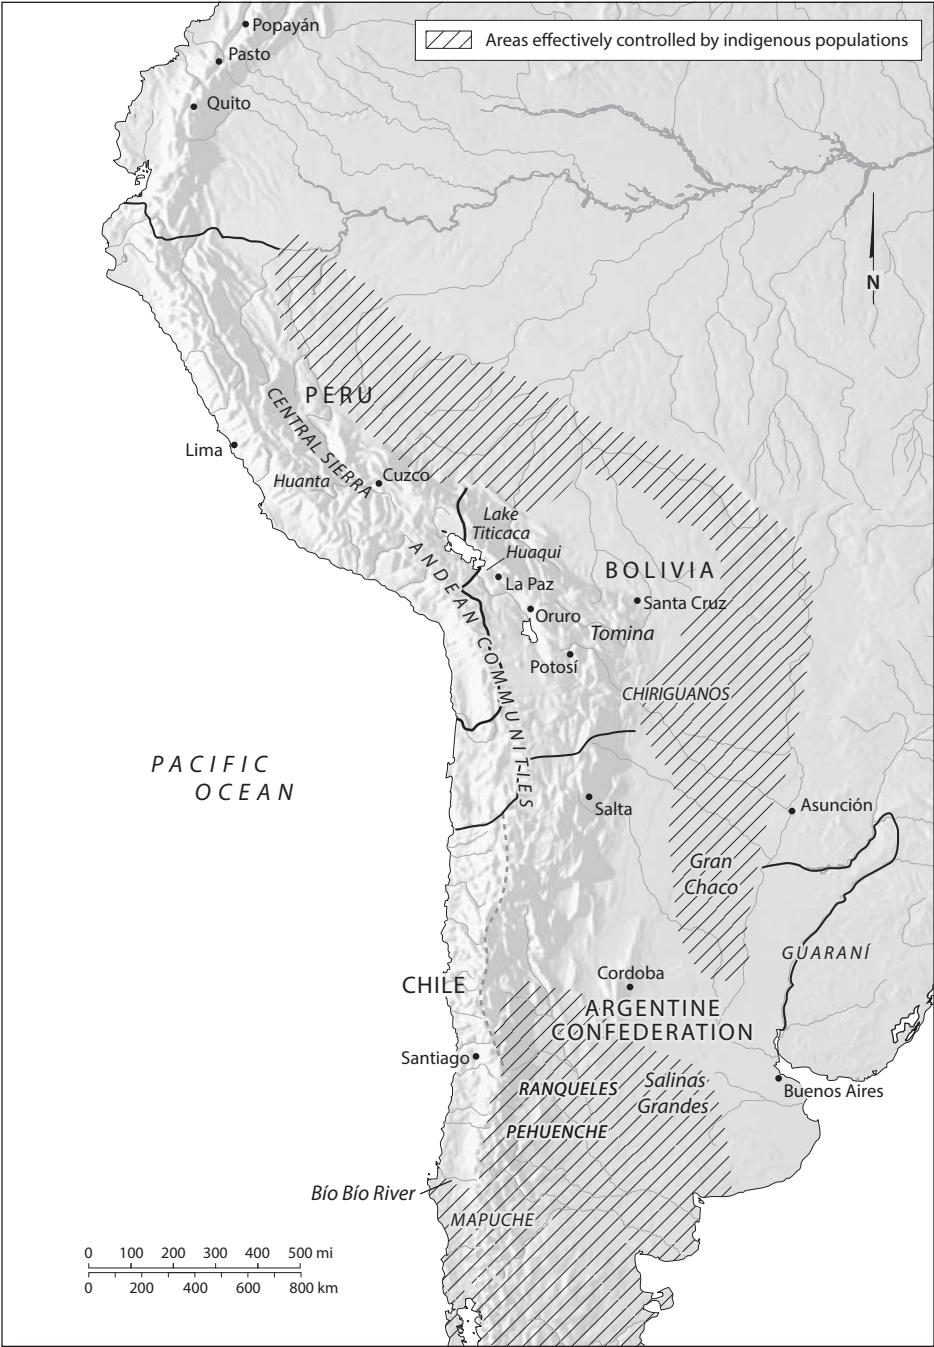 Popayán
Areas effectively controlled by indigenous populations
Pasto
Quito
N
PERU
CENTRAL SIERRA
Lima
Huanta
Cuzco
Lake
Titicaca
Huaqui
ANDEAN COMMUNITIES
La Paz
BOLIVIA
Santa Cruz
Oruro
Tomina
Potosí
CHIRIGUANOS
PACIFIC
OCEAN
Salta
Asunción
Gran
Chaco
GUARANÍ
Cordoba
CHILE
ARGENTINE
CONFEDERATION
Santiago
RANQUELES
Salinas
Grandes
Buenos Aires
PEHUENCHE
Bío Bío River
MAPUCHE
0 100 200 300 400 500 mi
0 200 400 600 800 km